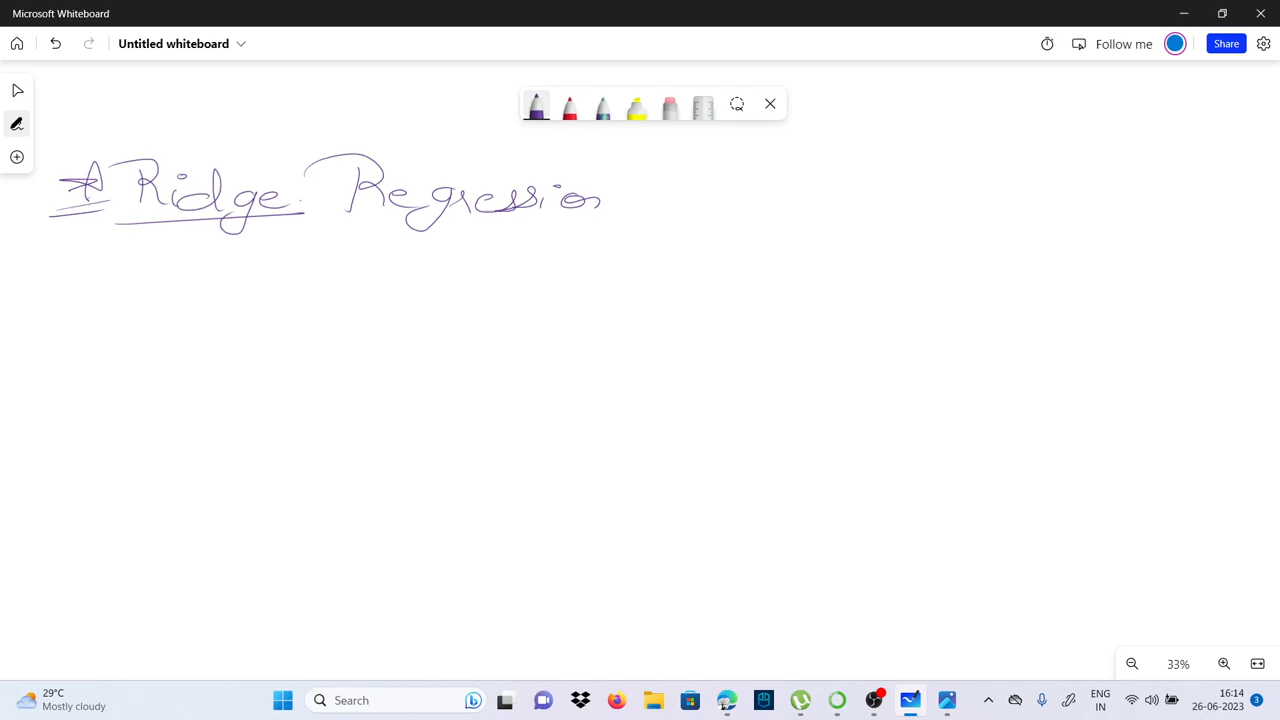 Microsoft Whiteboard
Untitled whiteboard
Follow me
Share
* Ridge Regression
33%
29°C
Mostly cloudy
Search
ENG
IN
16:14
26-06-2023
3